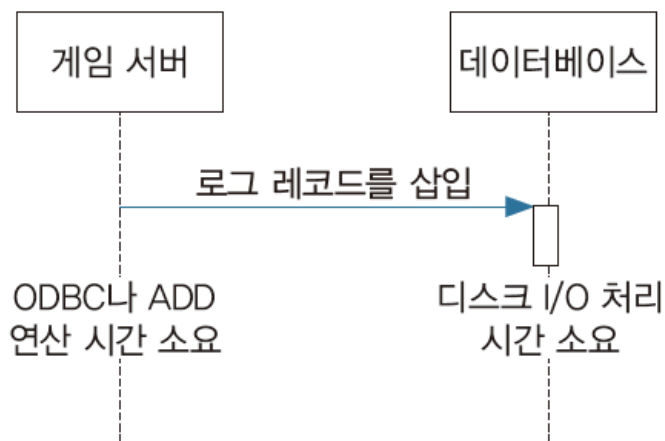 게임 서버
데이터베이스
로그 레코드를 삽입
ODBC나 ADD
연산 시간 소요
디스크 I/O 처리
시간 소요